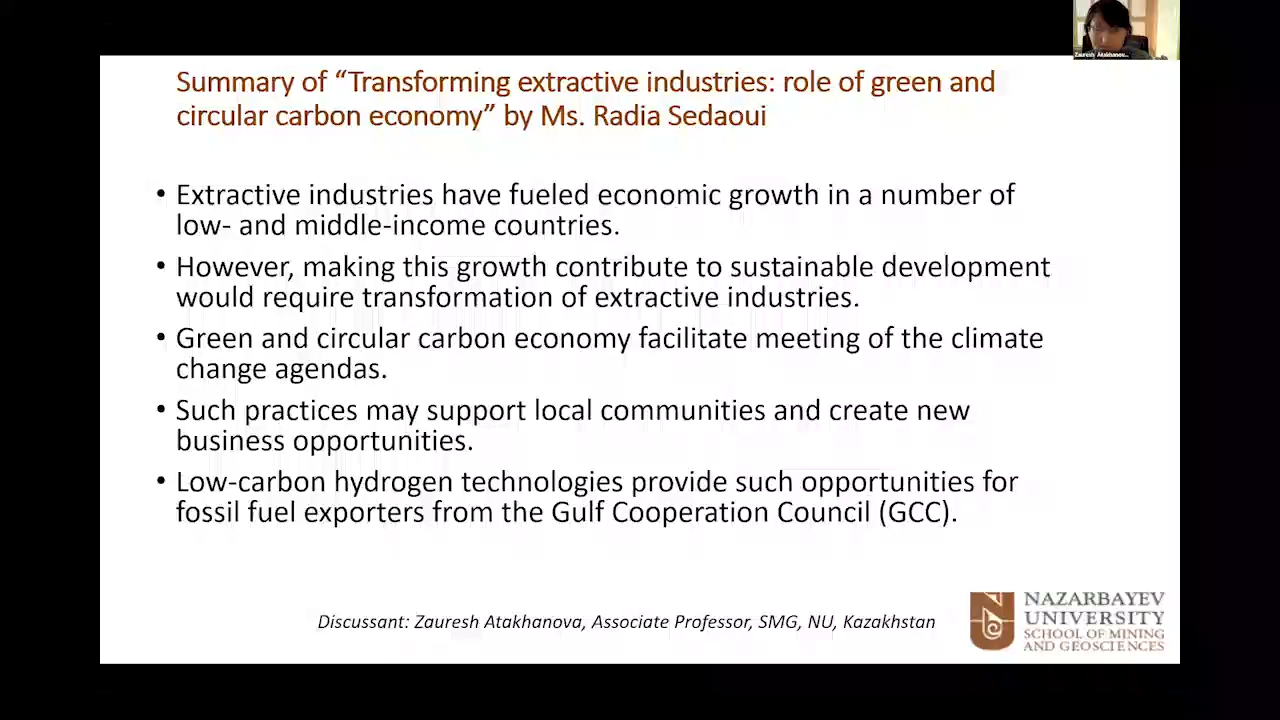 Zauresh Atakhanov...
Summary of “Transforming extractive industries: role of green and
circular carbon economy” by Ms. Radia Sedaoui
• Extractive industries have fueled economic growth in a number of
low- and middle-income countries.
• However, making this growth contribute to sustainable development
would require transformation of extractive industries.
• Green and circular carbon economy facilitate meeting of the climate
change agendas.
• Such practices may support local communities and create new
business opportunities.
• Low-carbon hydrogen technologies provide such opportunities for
fossil fuel exporters from the Gulf Cooperation Council (GCC).
Discussant: Zauresh Atakhanova, Associate Professor, SMG, NU, Kazakhstan
NAZARBAYEV
UNIVERSITY
SCHOOL OF MINING
AND GEOSCIENCES